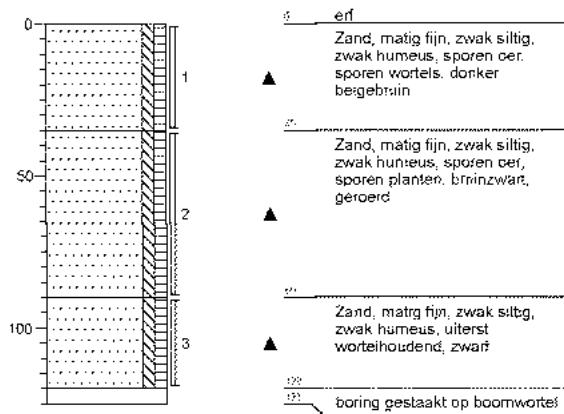 0
erf
Zand, matig fijn, zwak siltig,
zwak humeus, sporen oer,
sporen wortels, donker
beigebruin
1
Zand, matig fijn, zwak siltig,
zwak humeus, sporen oer,
sporen planten, bruinzwart,
geroerd
50
2
Zand, matig fijn, zwak siltig,
zwak humeus, uiterst
wortelhoudend, zwart
100
3
boring gestaakt op boomwortel